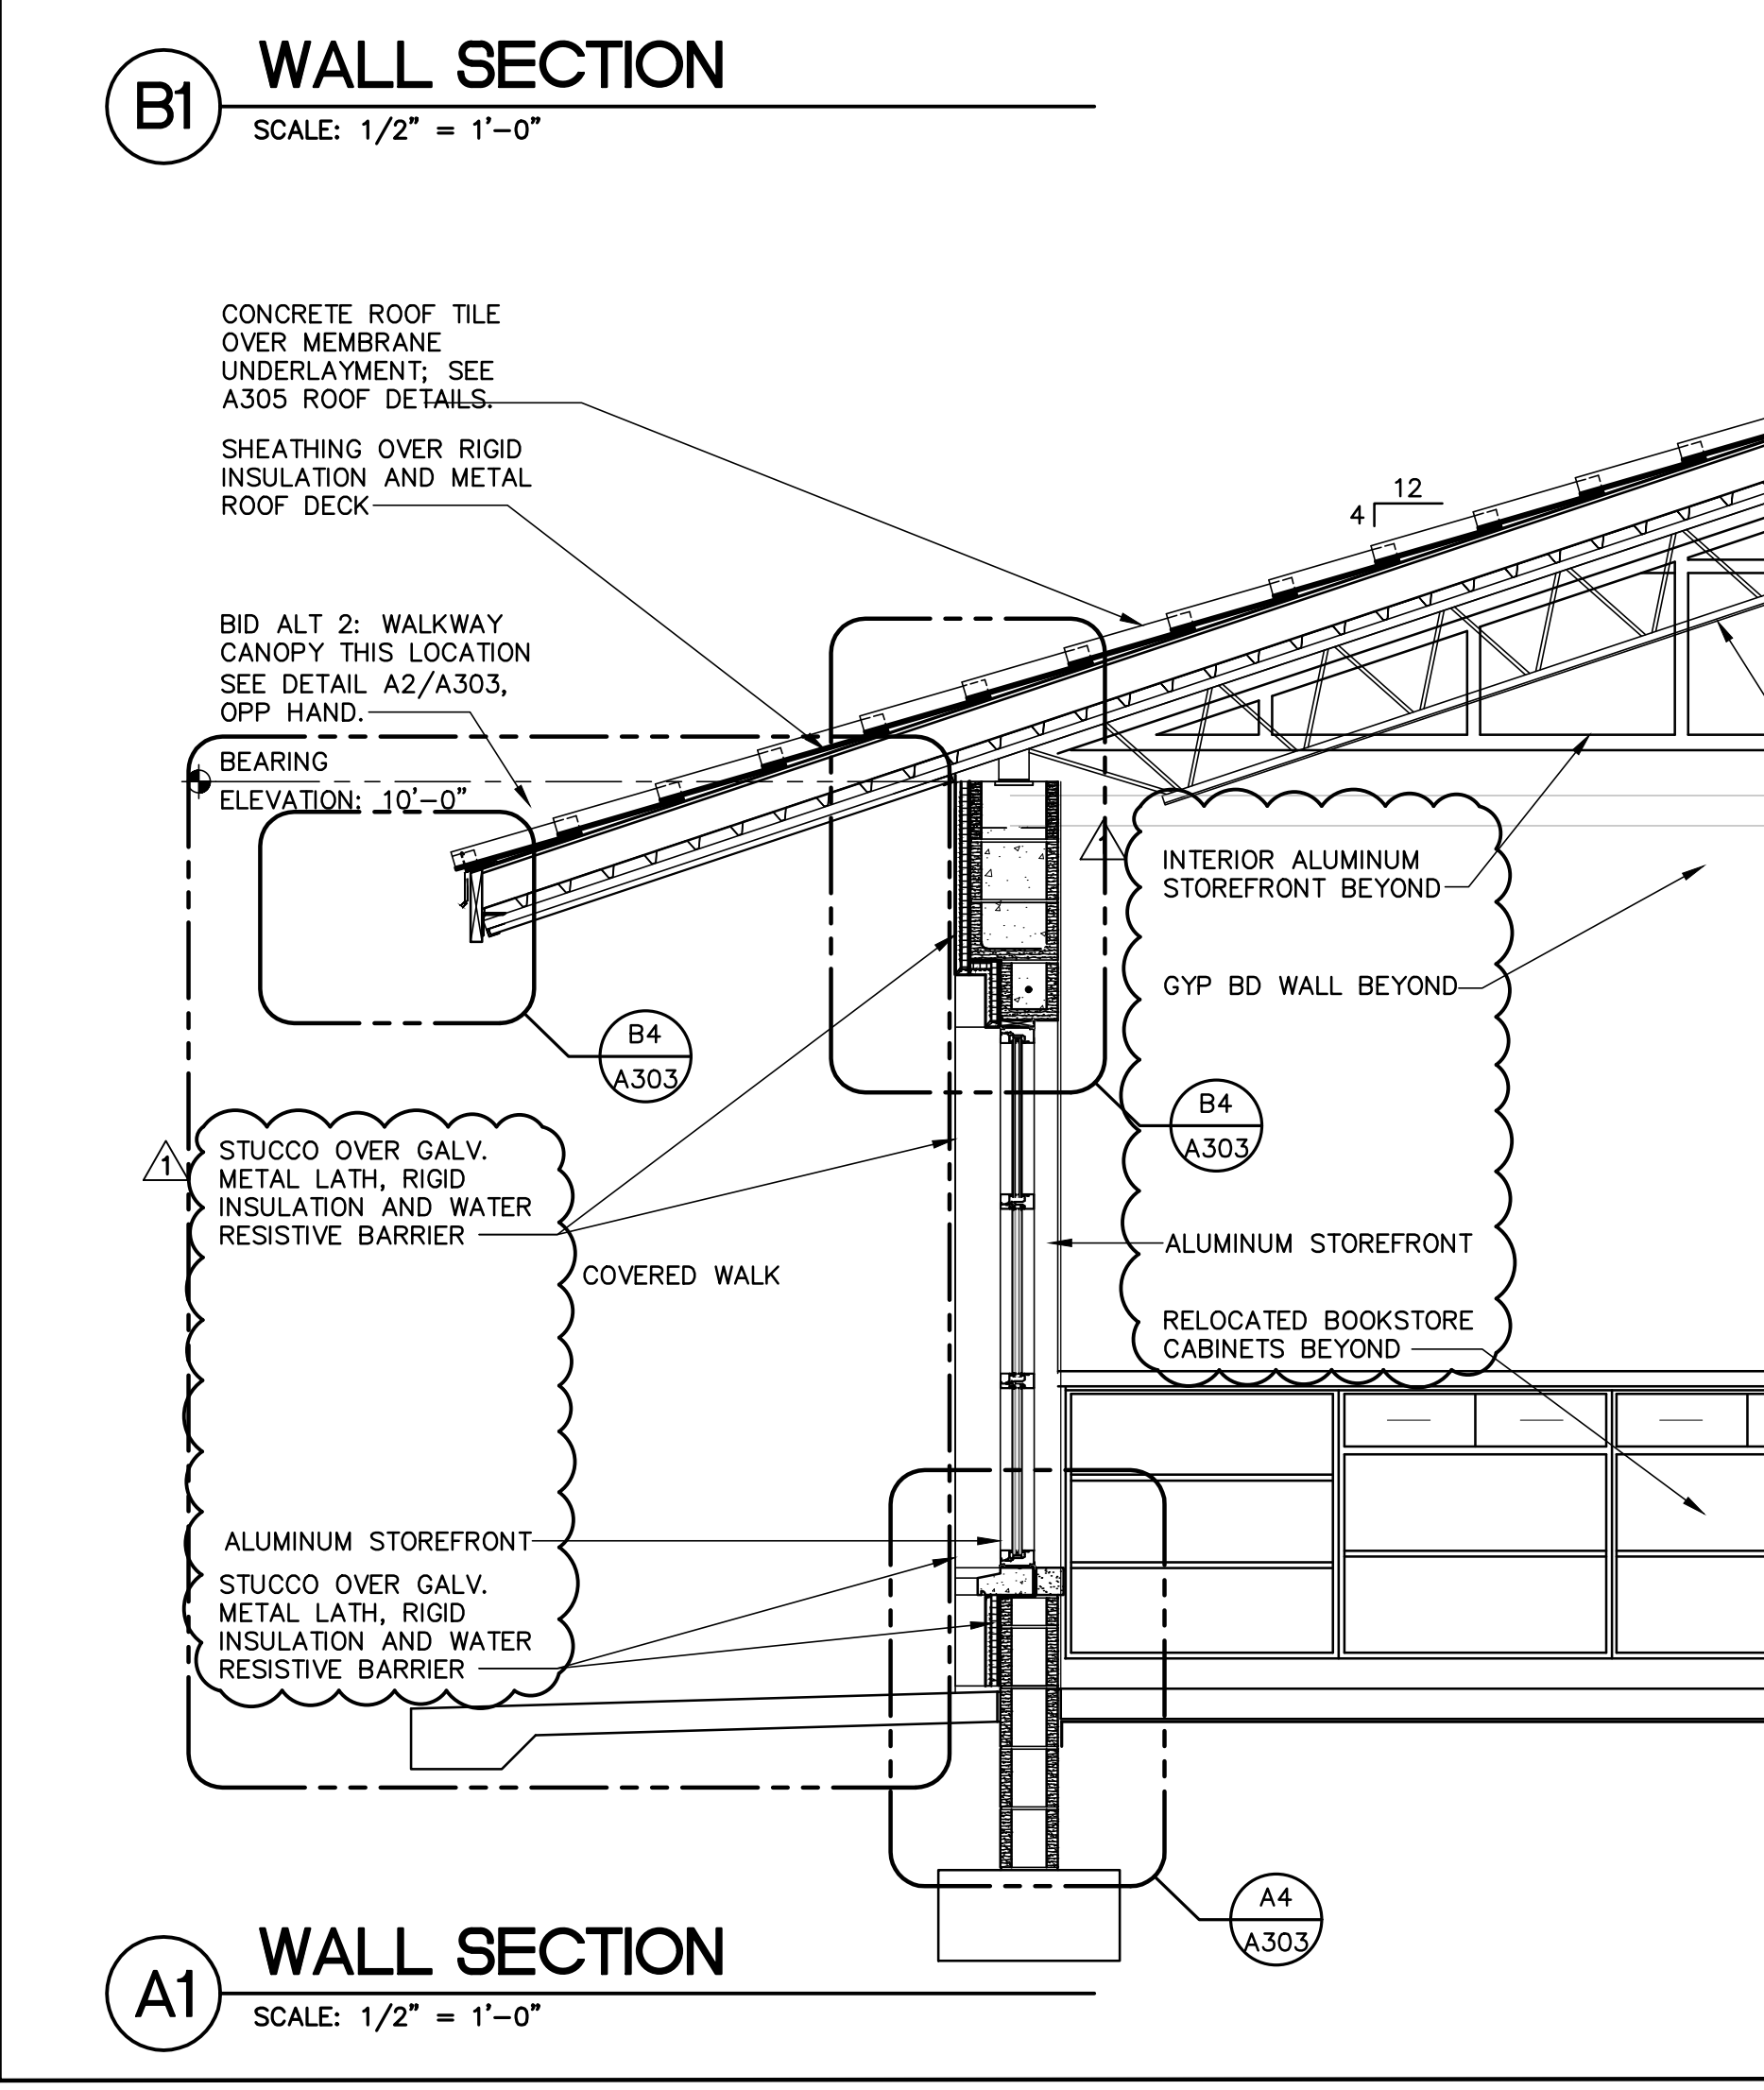 B1
WALL SECTION
SCALE: 1/2" = 1'-0"
CONCRETE ROOF TILE
OVER MEMBRANE
UNDERLAYMENT; SEE
A305 ROOF DETAILS.
SHEATHING OVER RIGID
INSULATION AND METAL
ROOF DECK
12
4
BID ALT 2: WALKWAY
CANOPY THIS LOCATION
SEE DETAIL A2/A303,
OPP HAND.
BEARING
ELEVATION: 10'-0"
1
INTERIOR ALUMINUM
STOREFRONT BEYOND
GYP BD WALL BEYOND
B4
A303
B4
A303
1
STUCCO OVER GALV.
METAL LATH, RIGID
INSULATION AND WATER
RESISTIVE BARRIER
COVERED WALK
ALUMINUM STOREFRONT
RELOCATED BOOKSTORE
CABINETS BEYOND
ALUMINUM STOREFRONT
STUCCO OVER GALV.
METAL LATH, RIGID
INSULATION AND WATER
RESISTIVE BARRIER
A4
A303
A1
WALL SECTION
SCALE: 1/2" = 1'-0"